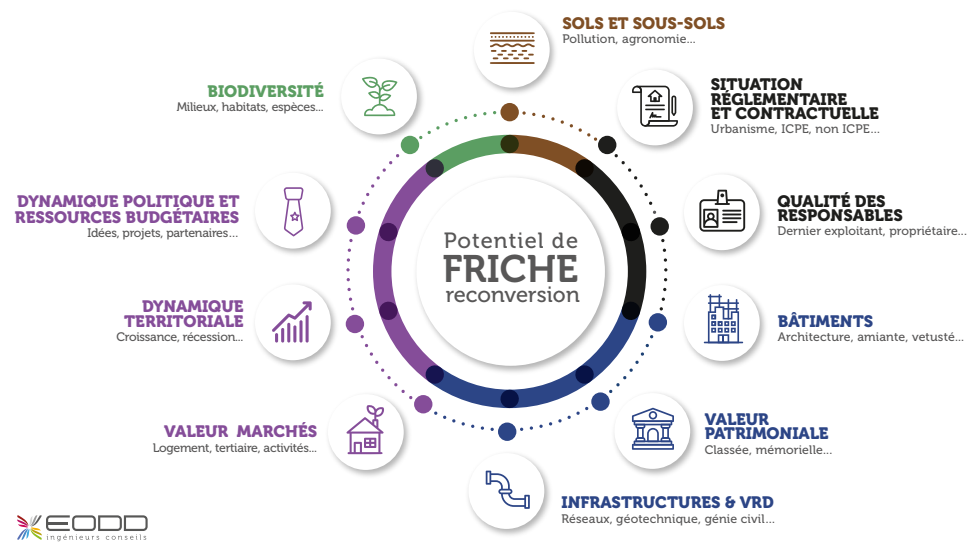 SOLS ET SOUS-SOLS
Pollution, agronomie...
SITUATION
RÉGLEMENTAIRE
ET CONTRACTUELLE
Urbanisme, ICPE, non ICPE...
QUALITÉ DES
RESPONSABLES
Dernier exploitant, propriétaire...
BÂTIMENTS
Architecture, amiante, vetusté...
VALEUR
PATRIMONIALE
Classée, mémorielle...
INFRASTRUCTURES & VRD
Réseaux, géotechnique, génie civil...
VALEUR MARCHÉS
Logement, tertiaire, activités...
DYNAMIQUE
TERRITORIALE
Croissance, récession...
DYNAMIQUE POLITIQUE ET
RESSOURCES BUDGÉTAIRES
Idées, projets, partenaires...
BIODIVERSITÉ
Milieux, habitats, espèces...
Potentiel de
FRICHE
reconversion
EODD
ingénieurs conseils